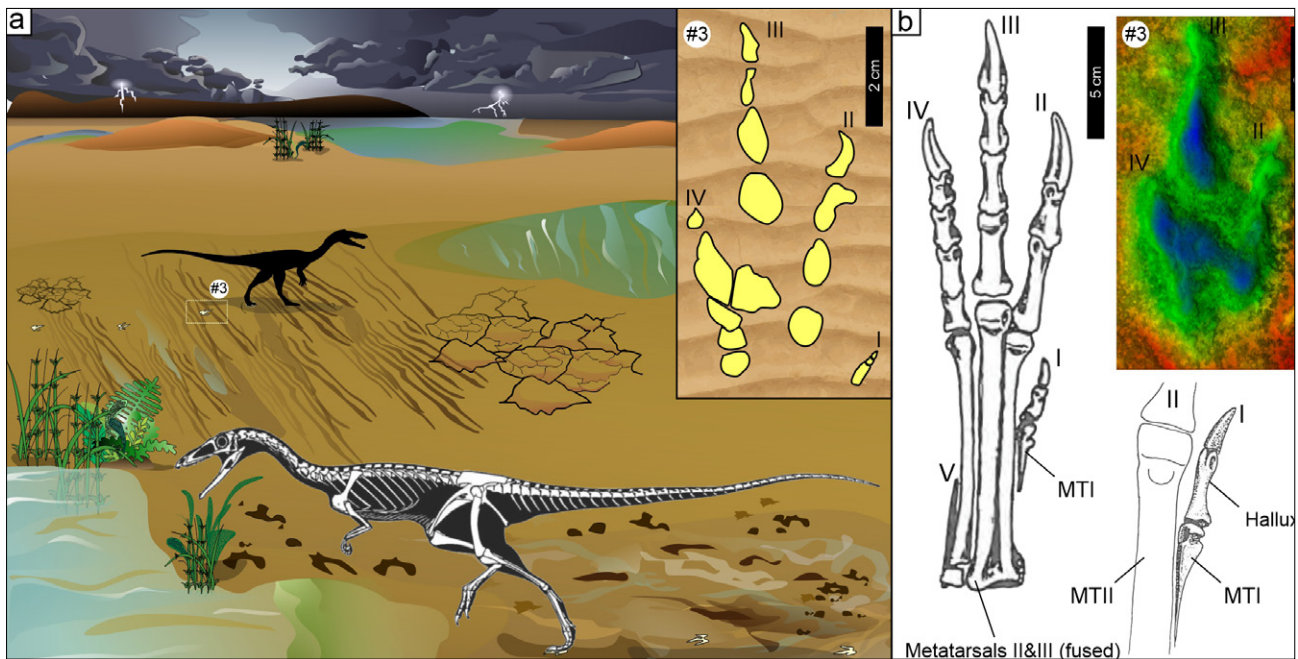 a
#3
#3
III
2 cm
II
IV
I
b
III
IV
II
5 cm
I
V
MTI
Metatarsals II&III (fused)
#3
III
II
IV
II
I
Hallux
MTII
MTI